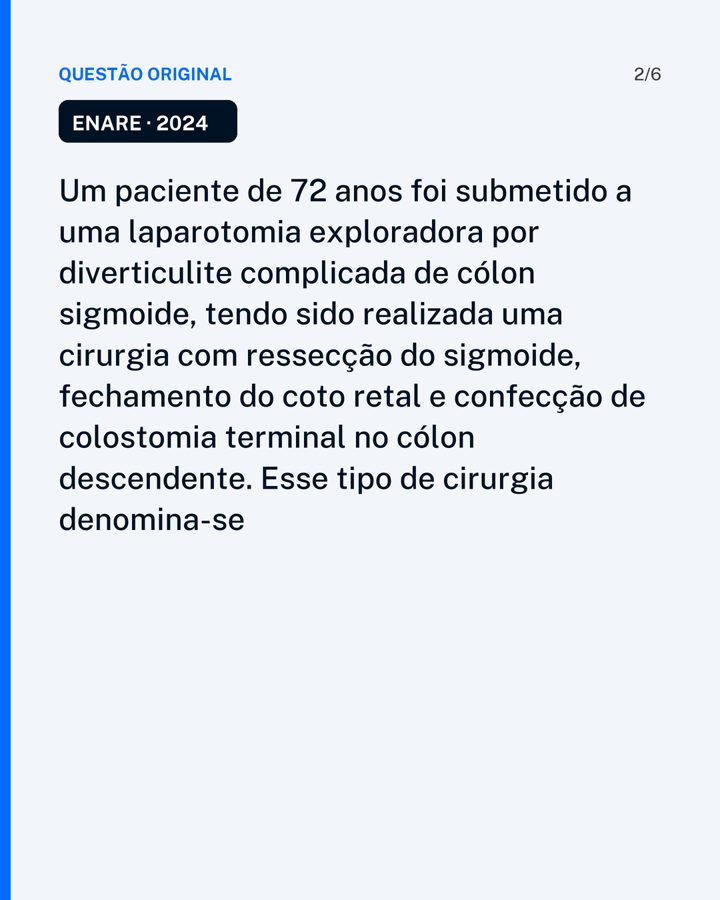 QUESTÃO ORIGINAL
2/6
ENARE · 2024
Um paciente de 72 anos foi submetido a
uma laparotomia exploradora por
diverticulite complicada de cólon
sigmoide, tendo sido realizada uma
cirurgia com ressecção do sigmoide,
fechamento do coto retal e confecção de
colostomia terminal no cólon
descendente. Esse tipo de cirurgia
denomina-se